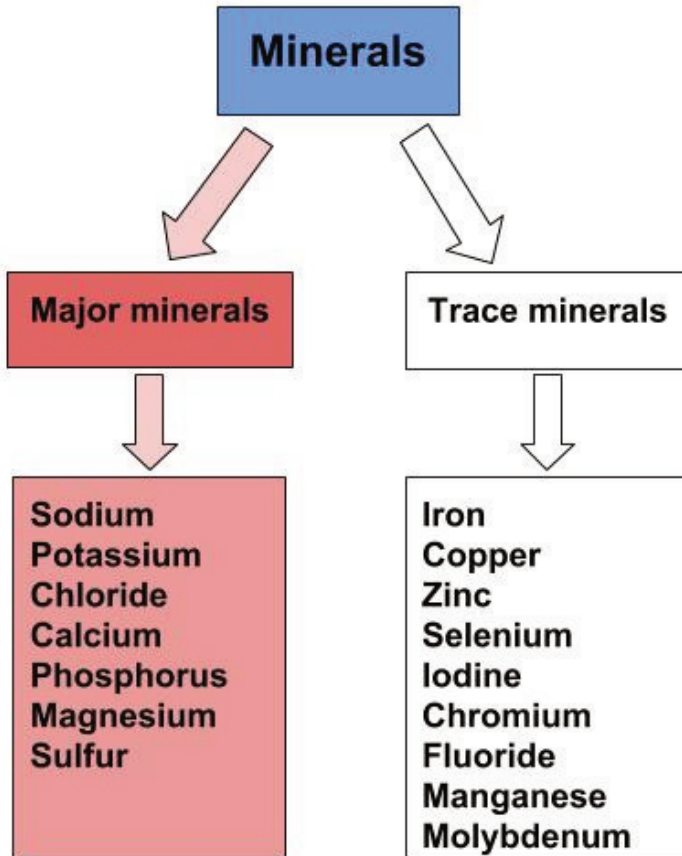 Minerals
Major minerals
Trace minerals
Sodium
Potassium
Chloride
Calcium
Phosphorus
Magnesium
Sulfur
Iron
Copper
Zinc
Selenium
Iodine
Chromium
Fluoride
Manganese
Molybdenum